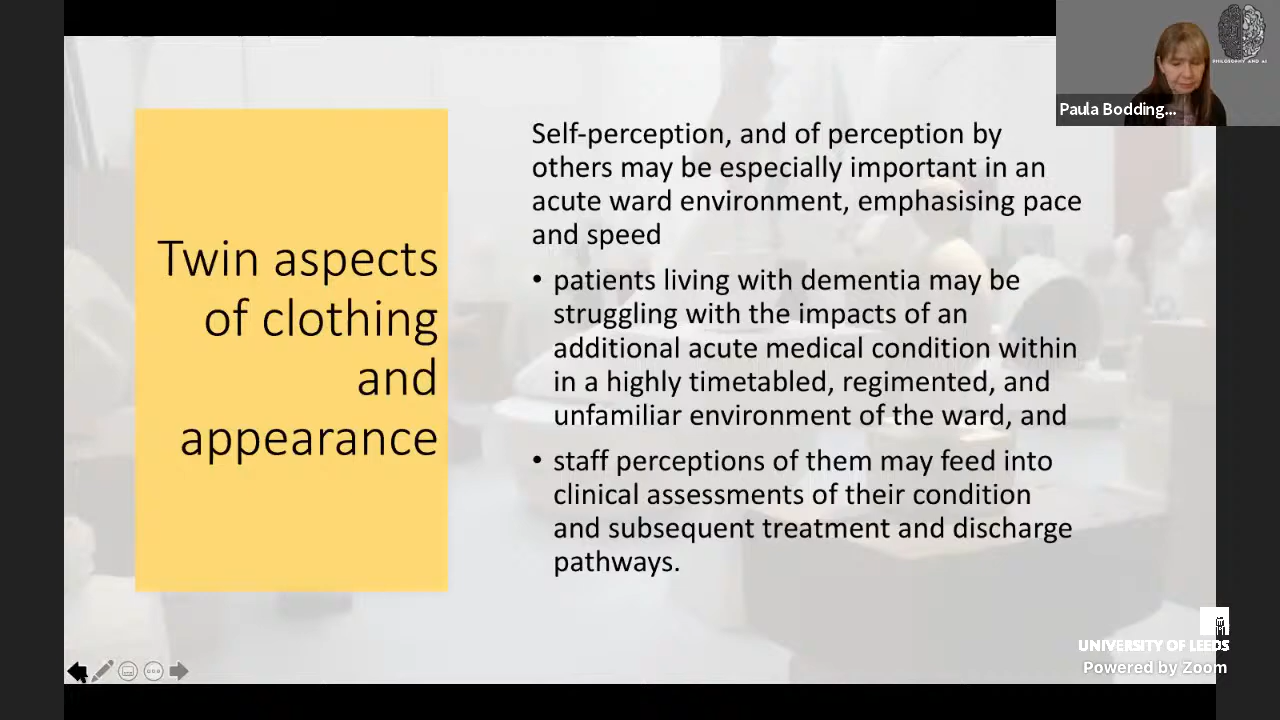 PHILOSOPHY AND AI
Paula Bodding...
Twin aspects
of clothing
and
appearance
Self-perception, and of perception by
others may be especially important in an
acute ward environment, emphasising pace
and speed
• patients living with dementia may be
struggling with the impacts of an
additional acute medical condition within
in a highly timetabled, regimented, and
unfamiliar environment of the ward, and
• staff perceptions of them may feed into
clinical assessments of their condition
and subsequent treatment and discharge
pathways.
UNIVERSITY OF LEEDS
Powered by Zoom